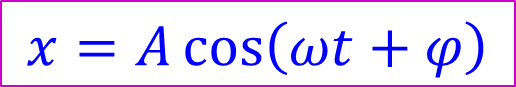 x = A cos(ωt + φ)